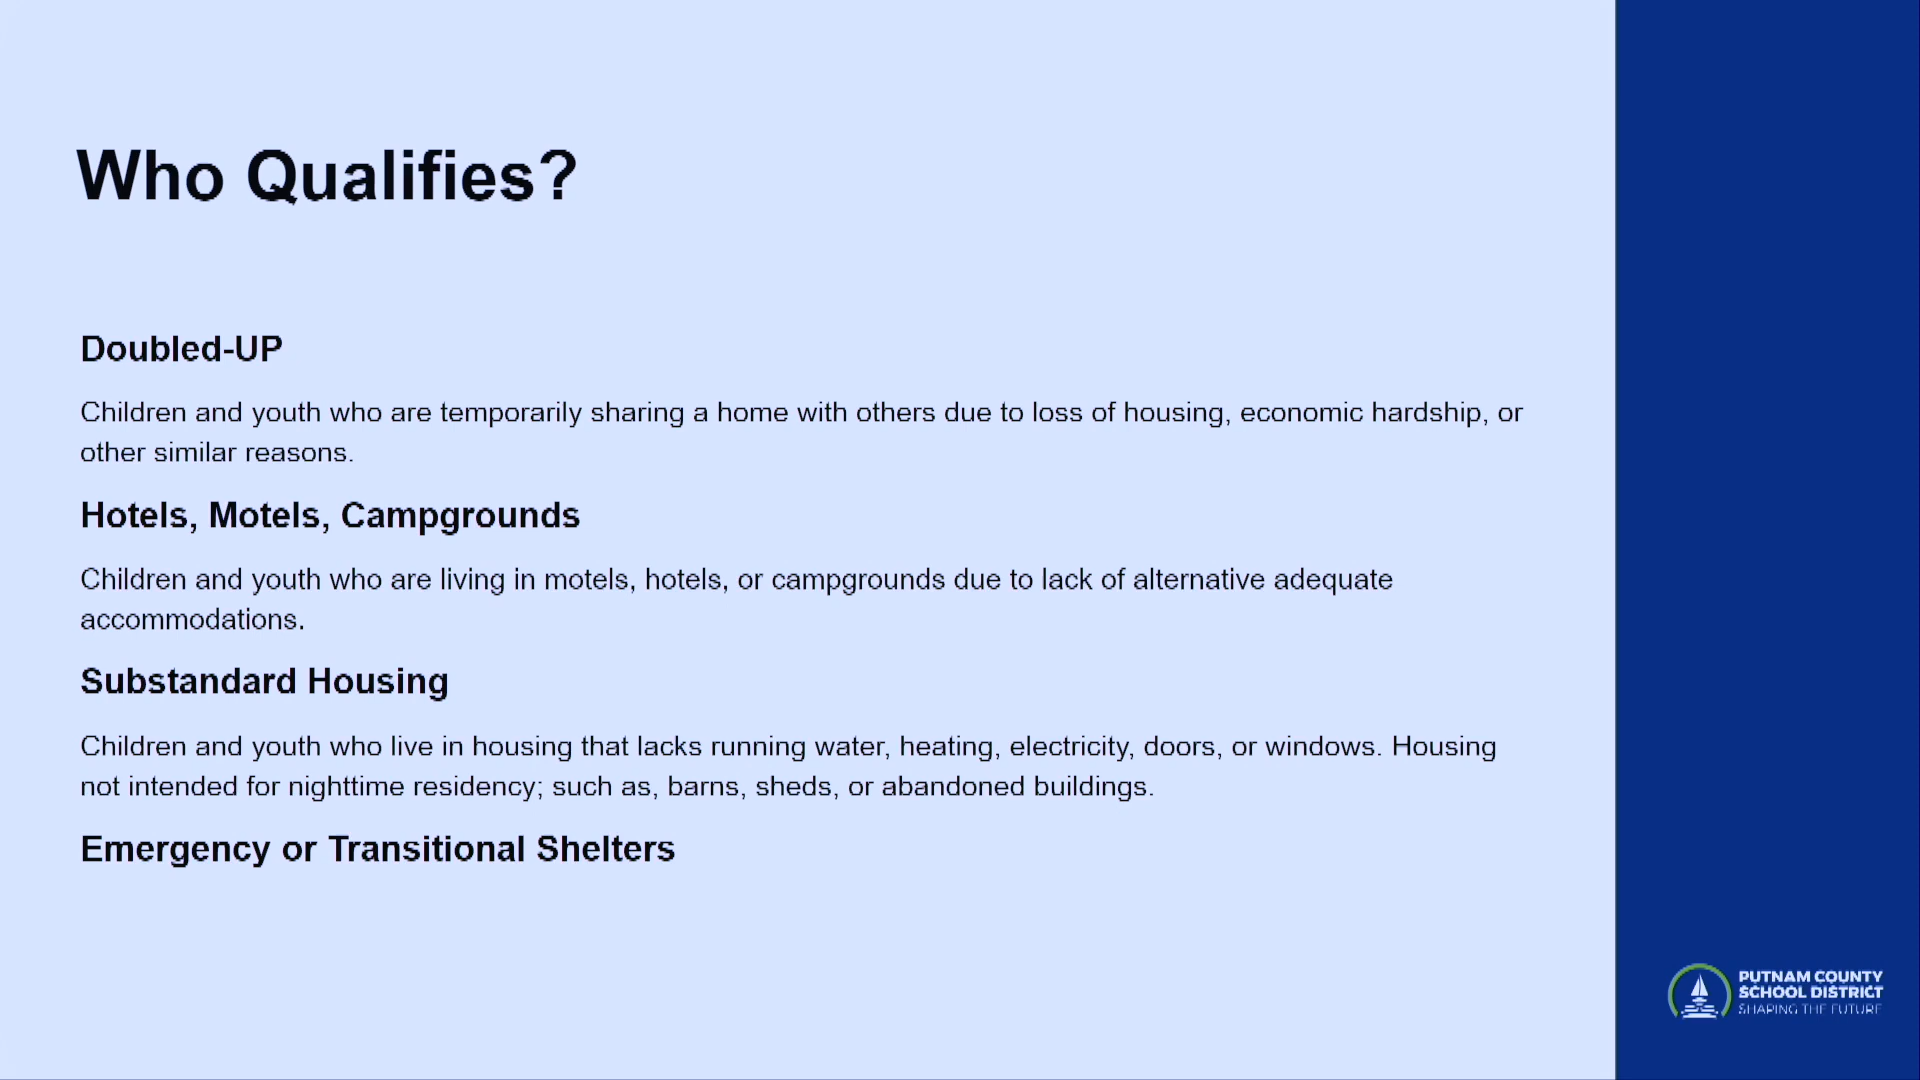 Who Qualifies?
Doubled-UP
Children and youth who are temporarily sharing a home with others due to loss of housing, economic hardship, or
other similar reasons.
Hotels, Motels, Campgrounds
Children and youth who are living in motels, hotels, or campgrounds due to lack of alternative adequate
accommodations.
Substandard Housing
Children and youth who live in housing that lacks running water, heating, electricity, doors, or windows. Housing
not intended for nighttime residency; such as, barns, sheds, or abandoned buildings.
Emergency or Transitional Shelters
PUTNAM COUNTY
SCHOOL DISTRICT
SHAPING THE FUTURE